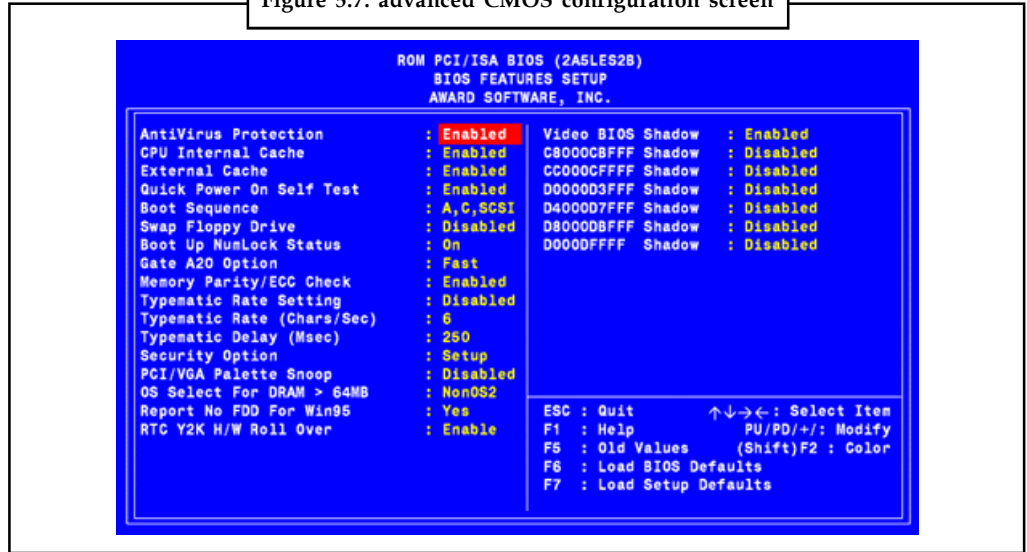 Figure 5.7: advanced CMOS configuration screen
ROM PCI/ISA BIOS (2A5LES2B)
BIOS FEATURES SETUP
AWARD SOFTWARE, INC.
AntiVirus Protection : Enabled
CPU Internal Cache : Enabled
External Cache : Enabled
Quick Power On Self Test : Enabled
Boot Sequence : A,C,SCSI
Swap Floppy Drive : Disabled
Boot Up NumLock Status : On
Gate A20 Option : Fast
Memory Parity/ECC Check : Enabled
Typematic Rate Setting : Disabled
Typematic Rate (Chars/Sec) : 6
Typematic Delay (Msec) : 250
Security Option : Setup
PCI/VGA Palette Snoop : Disabled
OS Select For DRAM > 64MB : NonOS2
Report No FDD For Win95 : Yes
RTC Y2K H/W Roll Over : Enable
Video BIOS Shadow : Enabled
C8000CBFFF Shadow : Disabled
CC000CFFFF Shadow : Disabled
D0000D3FFF Shadow : Disabled
D4000D7FFF Shadow : Disabled
D8000DBFFF Shadow : Disabled
D000DFFFF Shadow : Disabled
ESC : Quit ↑↓→← : Select Item
F1 : Help PU/PD/+/: Modify
F5 : Old Values (Shift)F2 : Color
F6 : Load BIOS Defaults
F7 : Load Setup Defaults